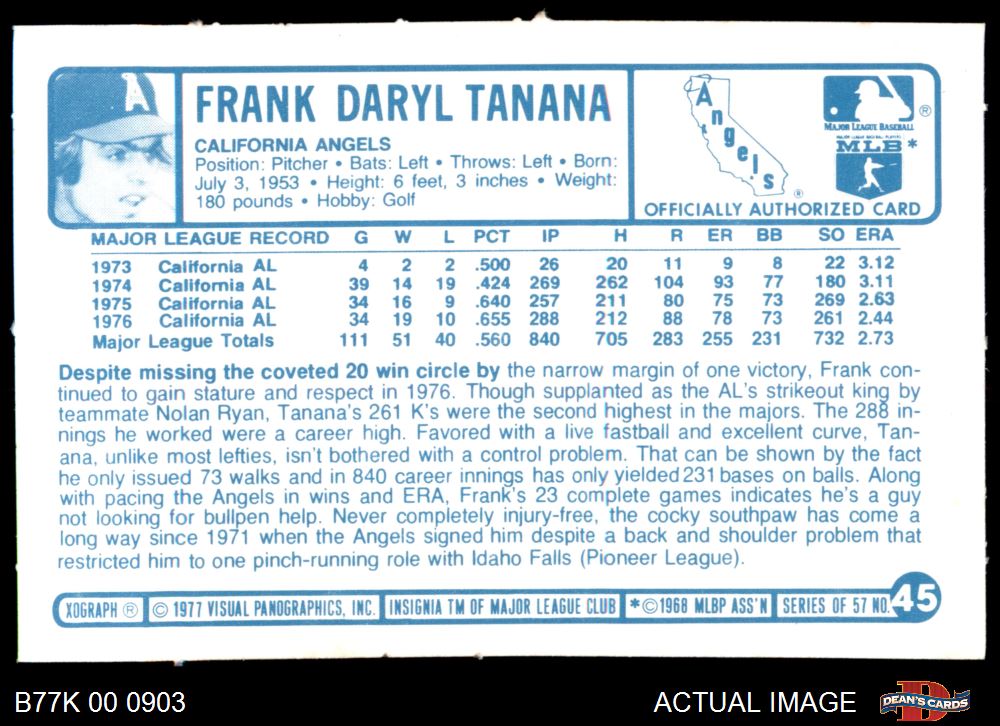 A
FRANK DARYL TANANA
CALIFORNIA ANGELS
Position: Pitcher • Bats: Left • Throws: Left • Born:
July 3, 1953 • Height: 6 feet, 3 inches • Weight:
180 pounds • Hobby: Golf
Angels ®
MAJOR LEAGUE BASEBALL ®
MAJOR LEAGUE BASEBALL PLAYERS
MLB *
OFFICIALLY AUTHORIZED CARD
MAJOR LEAGUE RECORD G W L PCT IP H R ER BB SO ERA
1973 California AL 4 2 2 .500 26 20 11 9 8 22 3.12
1974 California AL 39 14 19 .424 269 262 104 93 77 180 3.11
1975 California AL 34 16 9 .640 257 211 80 75 73 269 2.63
1976 California AL 34 19 10 .655 288 212 88 78 73 261 2.44
Major League Totals 111 51 40 .560 840 705 283 255 231 732 2.73
Despite missing the coveted 20 win circle by the narrow margin of one victory, Frank con-
tinued to gain stature and respect in 1976. Though supplanted as the AL's strikeout king by
teammate Nolan Ryan, Tanana's 261 K's were the second highest in the majors. The 288 in-
nings he worked were a career high. Favored with a live fastball and excellent curve, Tan-
ana, unlike most lefties, isn't bothered with a control problem. That can be shown by the fact
he only issued 73 walks and in 840 career innings has only yielded 231 bases on balls. Along
with pacing the Angels in wins and ERA, Frank's 23 complete games indicates he's a guy
not looking for bullpen help. Never completely injury-free, the cocky southpaw has come a
long way since 1971 when the Angels signed him despite a back and shoulder problem that
restricted him to one pinch-running role with Idaho Falls (Pioneer League).
XOGRAPH ® © 1977 VISUAL PANOGRAPHICS, INC. INSIGNIA TM OF MAJOR LEAGUE CLUB *©1968 MLBP ASS'N SERIES OF 57 NO. 45
B77K 00 0903 ACTUAL IMAGE DEAN'S CARDS